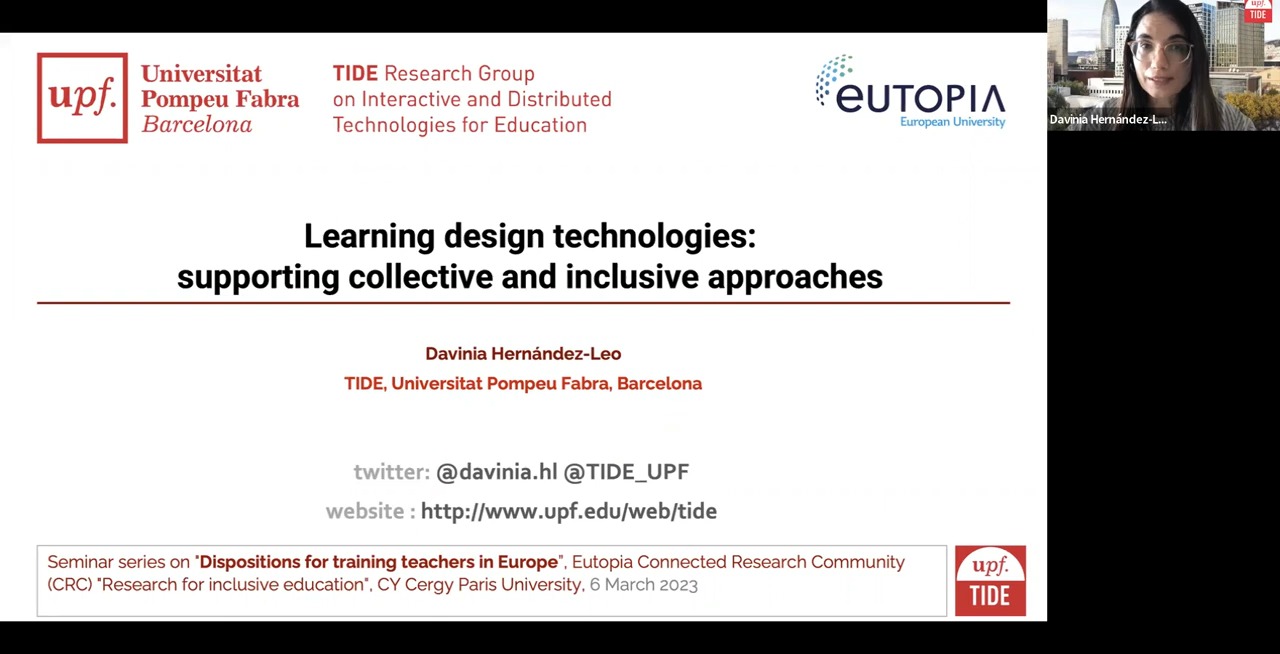 upf.
Universitat
Pompeu Fabra
Barcelona
TIDE Research Group
on Interactive and Distributed
Technologies for Education
EUTOPIA
European University
upf.
TIDE
Davinia Hernández-L...
Learning design technologies:
supporting collective and inclusive approaches
Davinia Hernández-Leo
TIDE, Universitat Pompeu Fabra, Barcelona
twitter: @davinia.hl @TIDE_UPF
website : http://www.upf.edu/web/tide
Seminar series on "Dispositions for training teachers in Europe", Eutopia Connected Research Community
(CRC) "Research for inclusive education", CY Cergy Paris University, 6 March 2023
upf.
TIDE